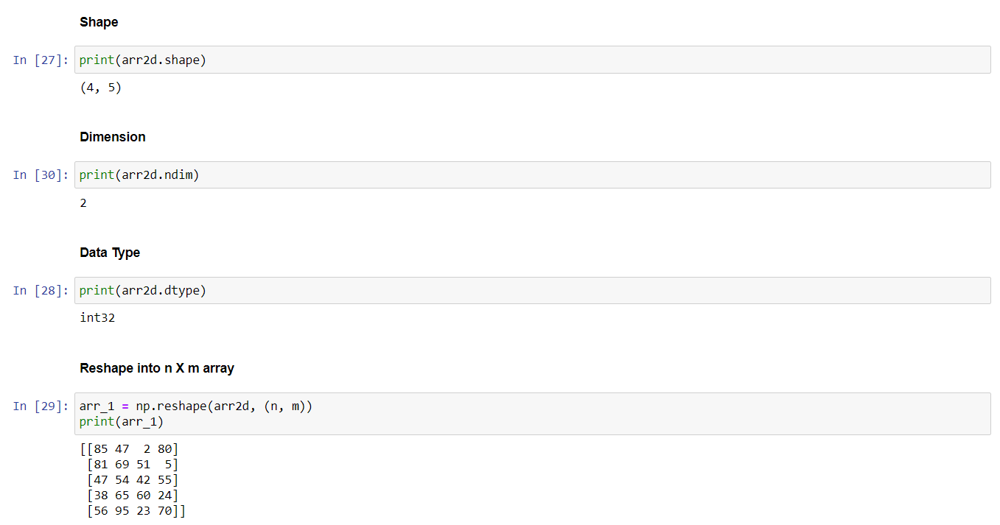 Shape
In [27]: print(arr2d.shape)
(4, 5)
Dimension
In [30]: print(arr2d.ndim)
2
Data Type
In [28]: print(arr2d.dtype)
int32
Reshape into n X m array
In [29]: arr_1 = np.reshape(arr2d, (n, m))
print(arr_1)
[[85 47  2 80]
 [81 69 51  5]
 [47 54 42 55]
 [38 65 60 24]
 [56 95 23 70]]